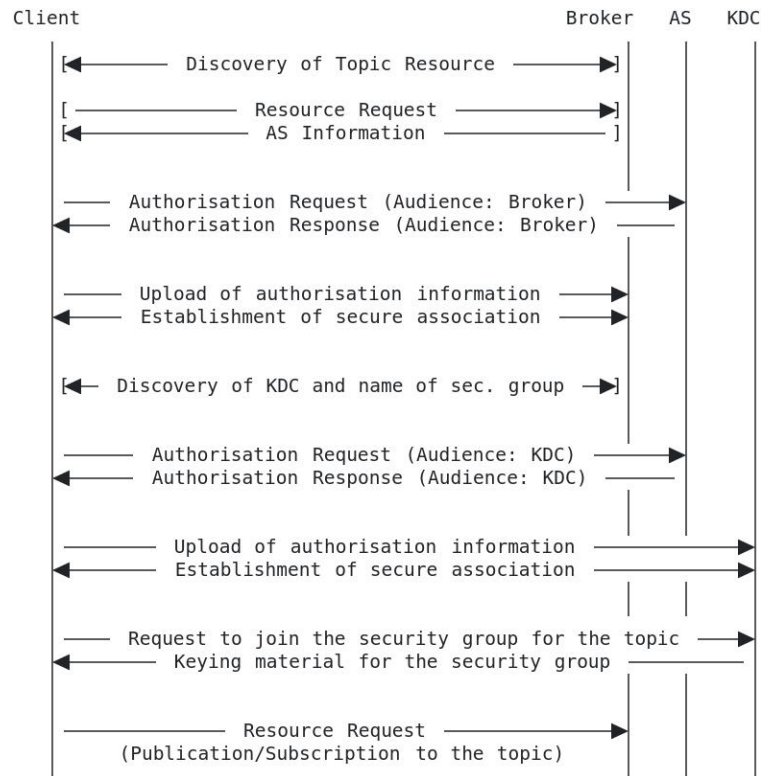 Client Broker AS KDC
[ Discovery of Topic Resource ]
[ Resource Request ]
[ AS Information ]
Authorisation Request (Audience: Broker)
Authorisation Response (Audience: Broker)
Upload of authorisation information
Establishment of secure association
[ Discovery of KDC and name of sec. group ]
Authorisation Request (Audience: KDC)
Authorisation Response (Audience: KDC)
Upload of authorisation information
Establishment of secure association
Request to join the security group for the topic
Keying material for the security group
Resource Request
(Publication/Subscription to the topic)